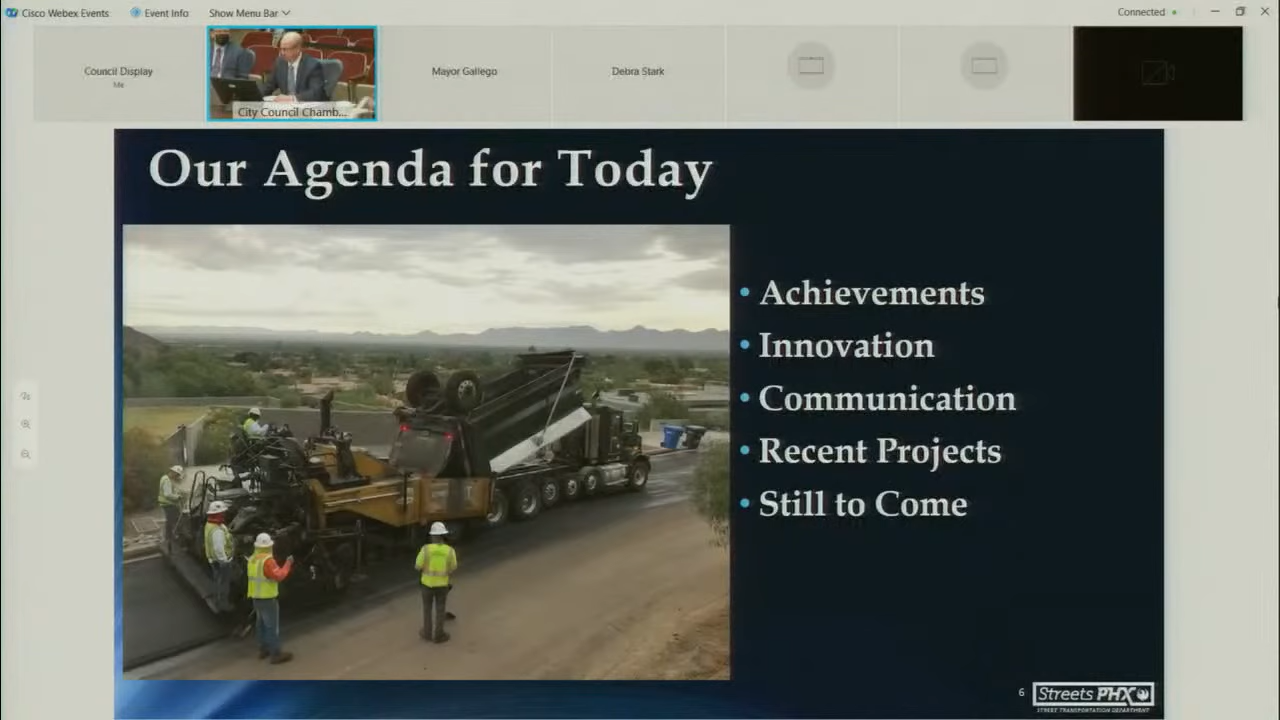 Cisco Webex Events
Event Info
Show Menu Bar
Connected
Council Display
Me
City Council Chamb...
Mayor Gallego
Debra Stark
Our Agenda for Today
• Achievements
• Innovation
• Communication
• Recent Projects
• Still to Come
6
Streets PHX
STREET TRANSPORTATION DEPARTMENT